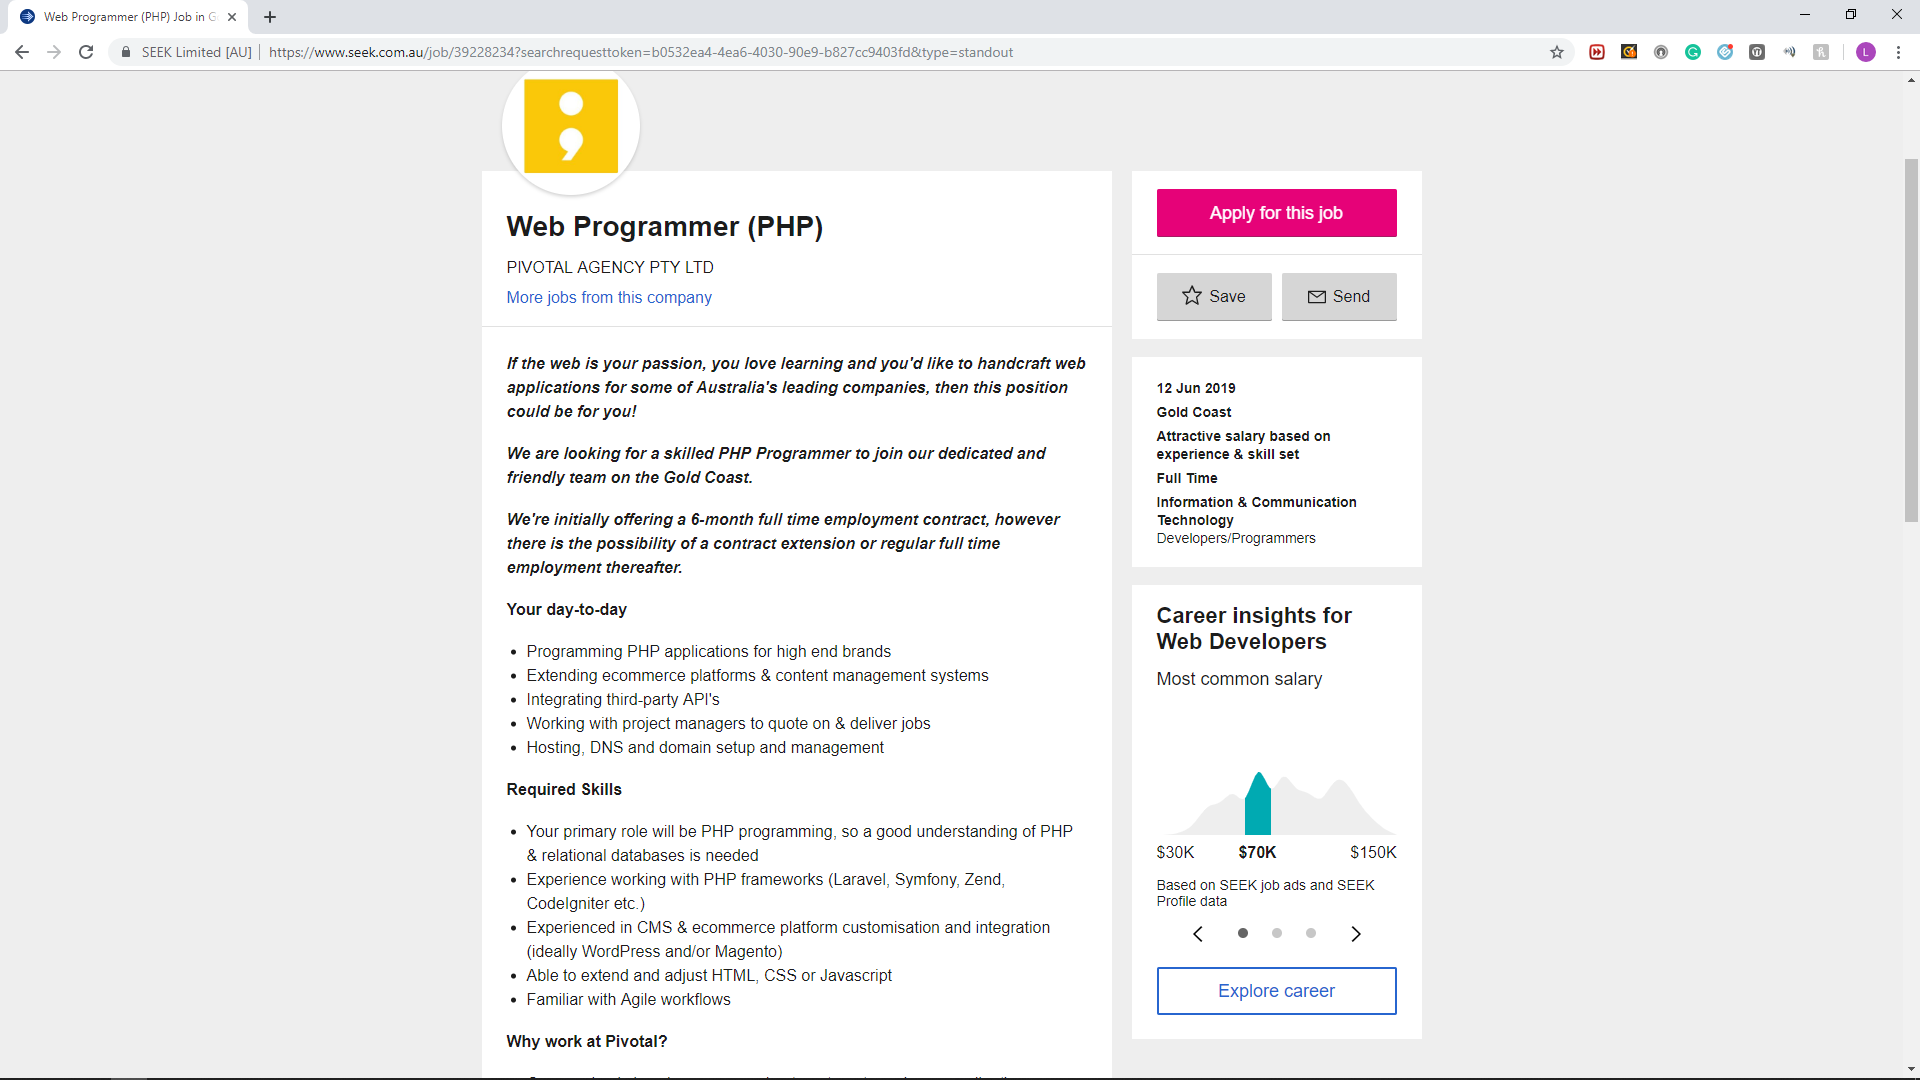 Web Programmer (PHP) Job in G
SEEK Limited [AU]
https://www.seek.com.au/job/39228234?searchrequesttoken=b0532ea4-4ea6-4030-90e9-b827cc9403fd&type=standout
L
Web Programmer (PHP)
PIVOTAL AGENCY PTY LTD
More jobs from this company
If the web is your passion, you love learning and you'd like to handcraft web
applications for some of Australia's leading companies, then this position
could be for you!
We are looking for a skilled PHP Programmer to join our dedicated and
friendly team on the Gold Coast.
We're initially offering a 6-month full time employment contract, however
there is the possibility of a contract extension or regular full time
employment thereafter.
Your day-to-day
• Programming PHP applications for high end brands
• Extending ecommerce platforms & content management systems
• Integrating third-party API's
• Working with project managers to quote on & deliver jobs
• Hosting, DNS and domain setup and management
Required Skills
• Your primary role will be PHP programming, so a good understanding of PHP
& relational databases is needed
• Experience working with PHP frameworks (Laravel, Symfony, Zend,
CodeIgniter etc.)
• Experienced in CMS & ecommerce platform customisation and integration
(ideally WordPress and/or Magento)
• Able to extend and adjust HTML, CSS or Javascript
• Familiar with Agile workflows
Why work at Pivotal?
Apply for this job
Save
Send
12 Jun 2019
Gold Coast
Attractive salary based on
experience & skill set
Full Time
Information & Communication
Technology
Developers/Programmers
Career insights for
Web Developers
Most common salary
$30K
$70K
$150K
Based on SEEK job ads and SEEK
Profile data
Explore career